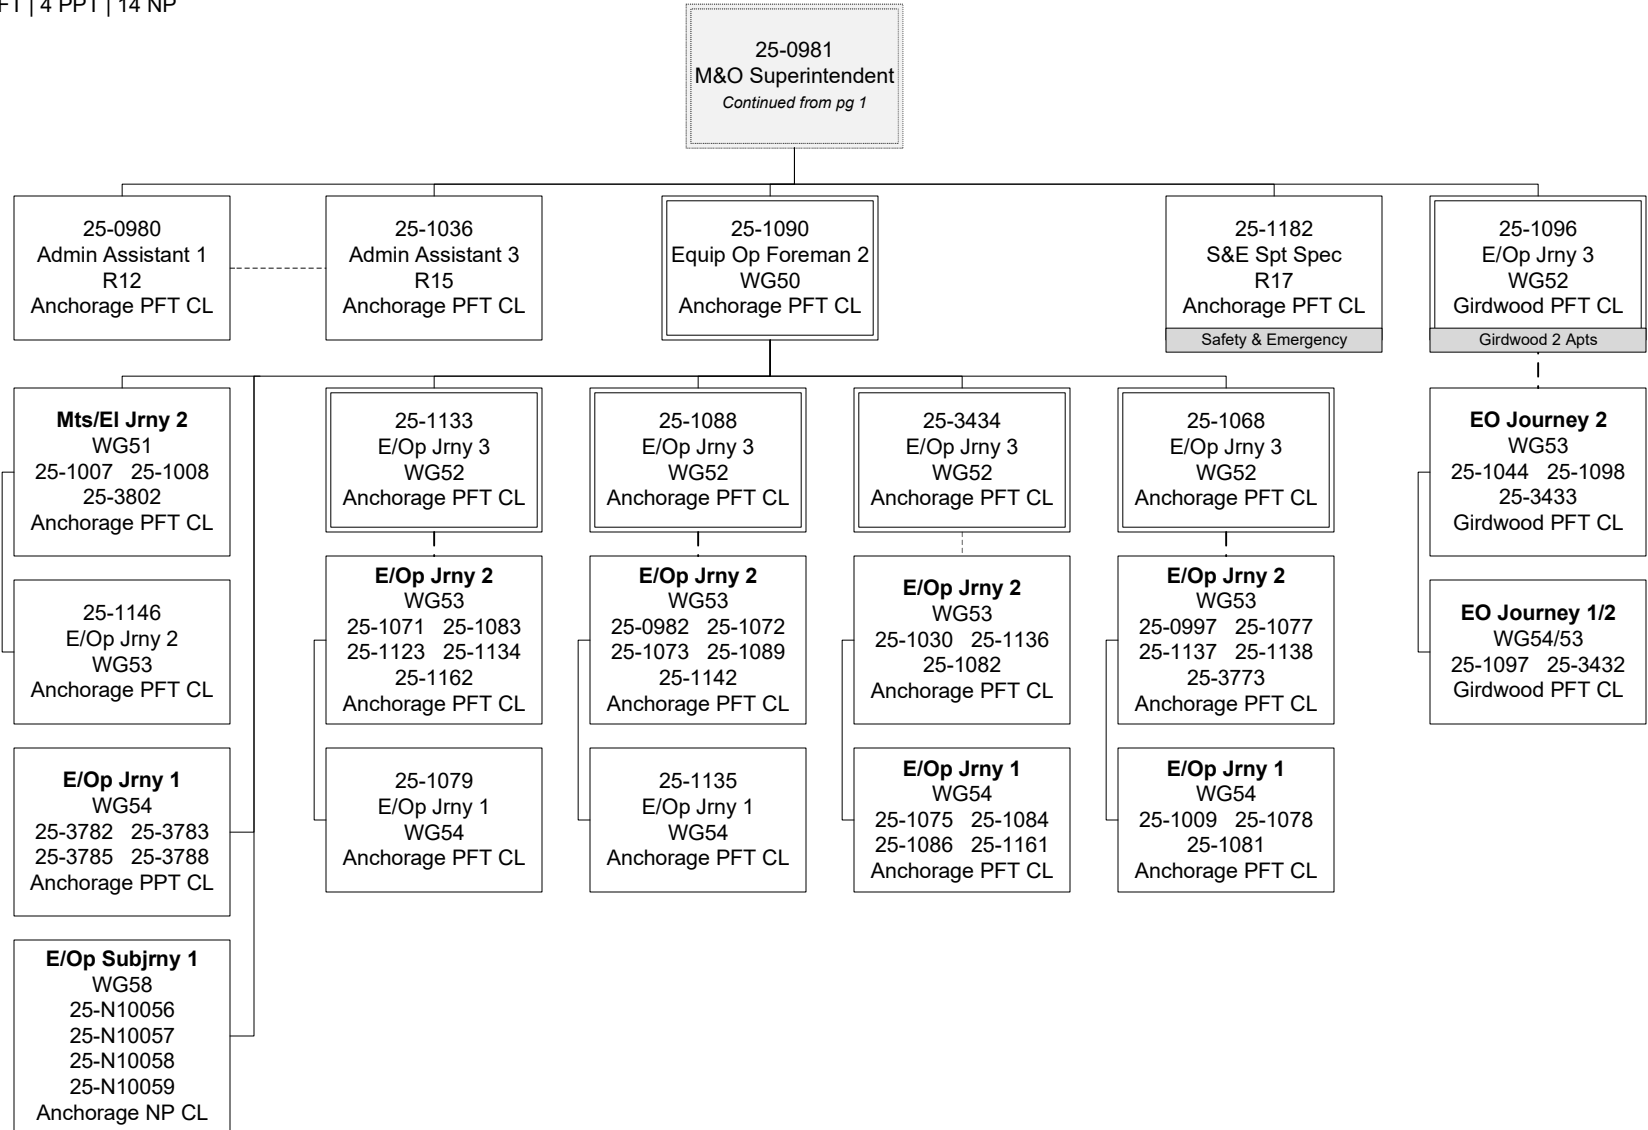 FT | 4 PPT | 14 NP
25-0981
M&O Superintendent
Continued from pg 1
25-0980
Admin Assistant 1
R12
Anchorage PFT CL
25-1036
Admin Assistant 3
R15
Anchorage PFT CL
25-1090
Equip Op Foreman 2
WG50
Anchorage PFT CL
25-1182
S&E Spt Spec
R17
Anchorage PFT CL
Safety & Emergency
25-1096
E/Op Jrny 3
WG52
Girdwood PFT CL
Girdwood 2 Apts
Mts/El Jrny 2
WG51
25-1007 25-1008
25-3802
Anchorage PFT CL
25-1133
E/Op Jrny 3
WG52
Anchorage PFT CL
25-1088
E/Op Jrny 3
WG52
Anchorage PFT CL
25-3434
E/Op Jrny 3
WG52
Anchorage PFT CL
25-1068
E/Op Jrny 3
WG52
Anchorage PFT CL
EO Journey 2
WG53
25-1044 25-1098
25-3433
Girdwood PFT CL
25-1146
E/Op Jrny 2
WG53
Anchorage PFT CL
E/Op Jrny 2
WG53
25-1071 25-1083
25-1123 25-1134
25-1162
Anchorage PFT CL
E/Op Jrny 2
WG53
25-0982 25-1072
25-1073 25-1089
25-1142
Anchorage PFT CL
E/Op Jrny 2
WG53
25-1030 25-1136
25-1082
Anchorage PFT CL
E/Op Jrny 2
WG53
25-0997 25-1077
25-1137 25-1138
25-3773
Anchorage PFT CL
EO Journey 1/2
WG54/53
25-1097 25-3432
Girdwood PFT CL
E/Op Jrny 1
WG54
25-3782 25-3783
25-3785 25-3788
Anchorage PPT CL
25-1079
E/Op Jrny 1
WG54
Anchorage PFT CL
25-1135
E/Op Jrny 1
WG54
Anchorage PFT CL
E/Op Jrny 1
WG54
25-1075 25-1084
25-1086 25-1161
Anchorage PFT CL
E/Op Jrny 1
WG54
25-1009 25-1078
25-1081
Anchorage PFT CL
E/Op Subjrny 1
WG58
25-N10056
25-N10057
25-N10058
25-N10059
Anchorage NP CL